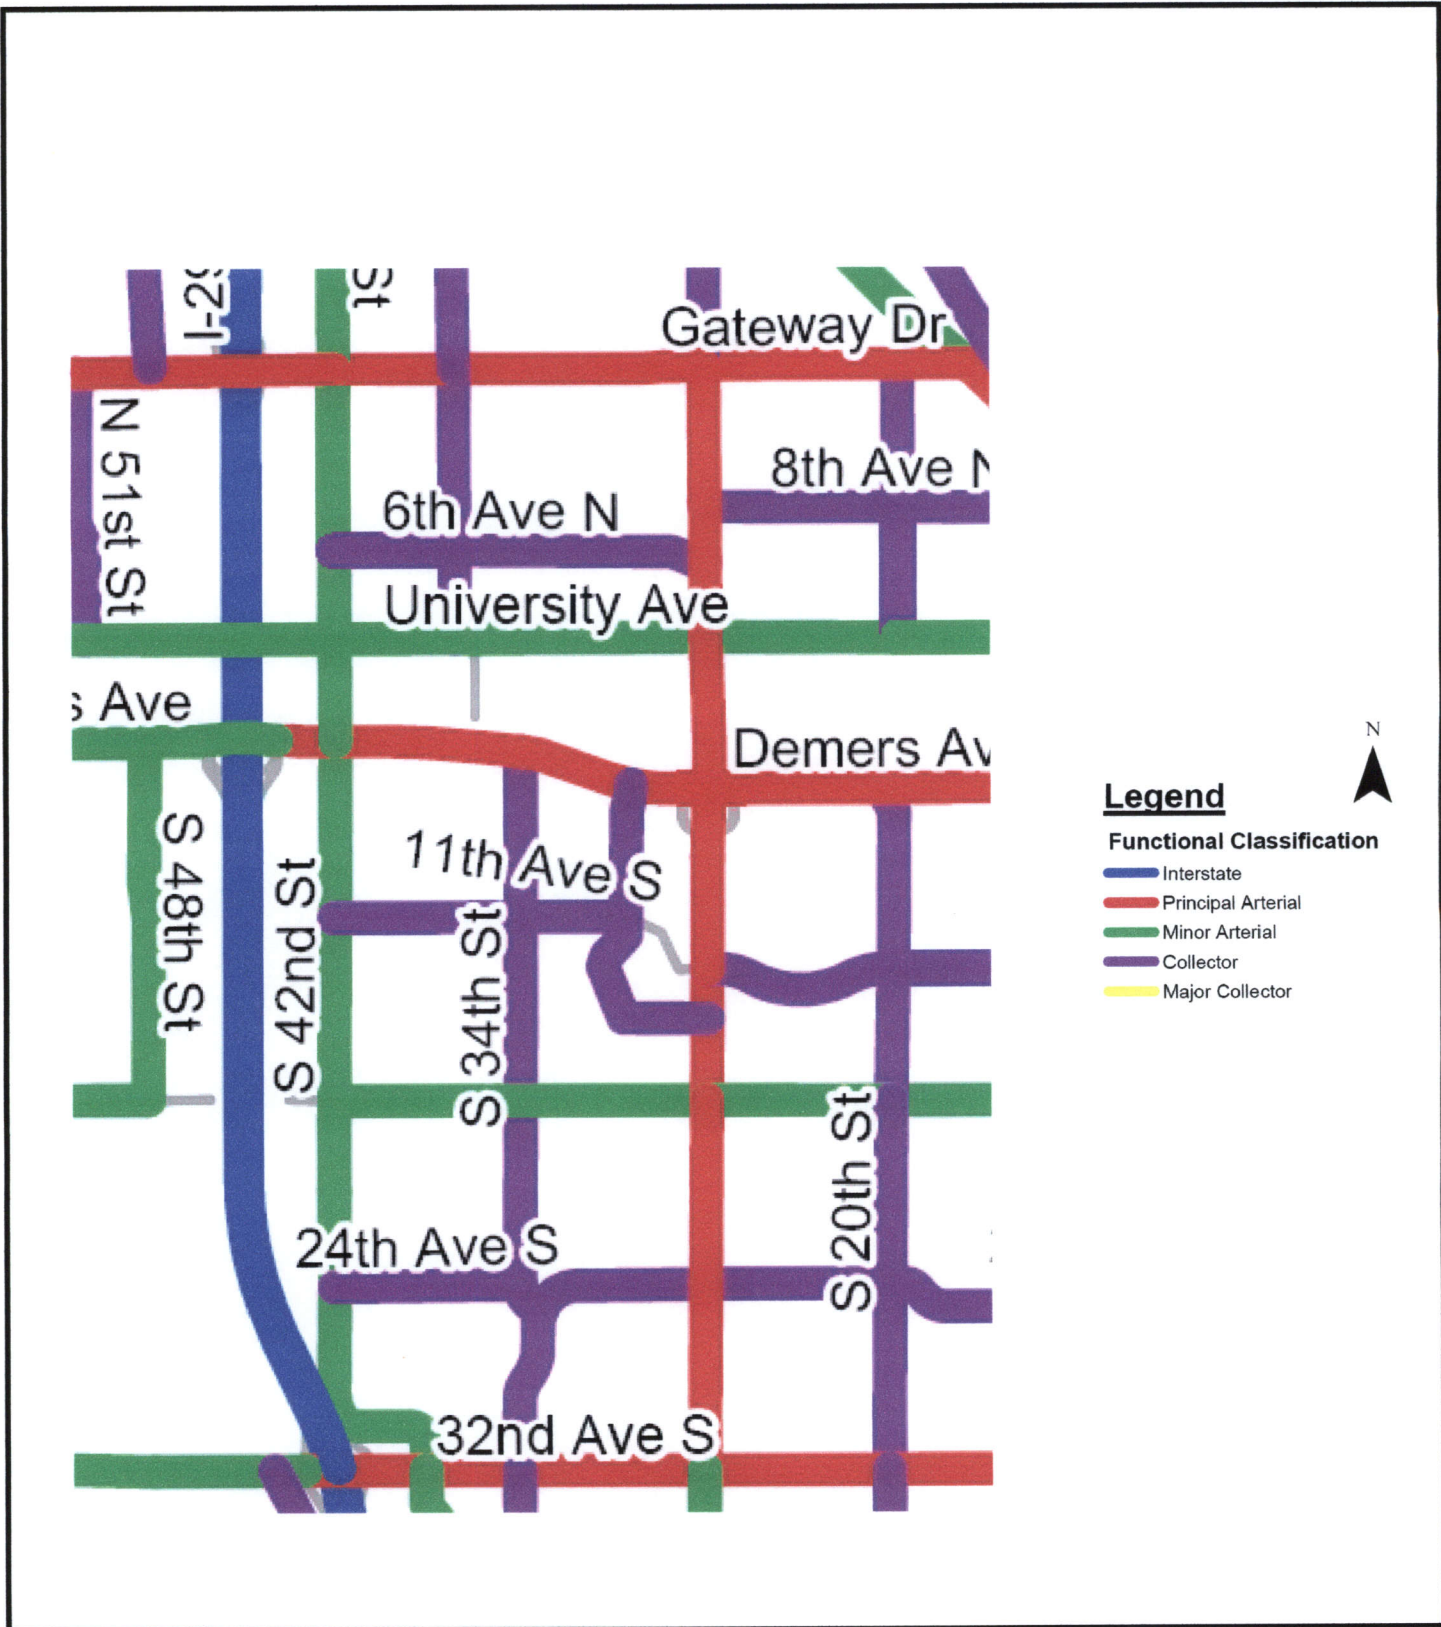 I-29
St
Gateway Dr
N 51st St
8th Ave N
6th Ave N
University Ave
s Ave
Demers Av
N
Legend
Functional Classification
Interstate
Principal Arterial
Minor Arterial
Collector
Major Collector
S 48th St
S 42nd St
11th Ave S
S 34th St
S 20th St
24th Ave S
32nd Ave S